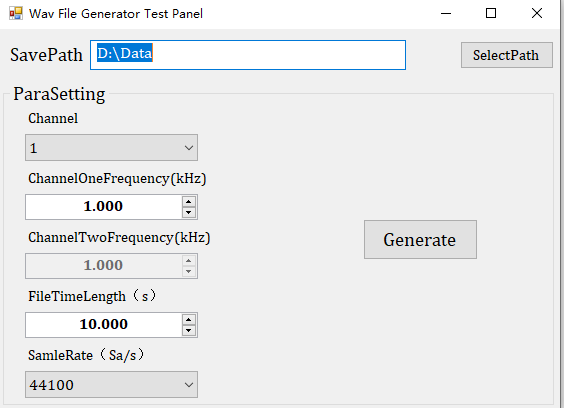 Wav File Generator Test Panel
SavePath D:\Data SelectPath
ParaSetting
Channel
1
ChannelOneFrequency(kHz)
1.000
ChannelTwoFrequency(kHz)
1.000
Generate
FileTimeLength（s）
10.000
SamleRate（Sa/s）
44100